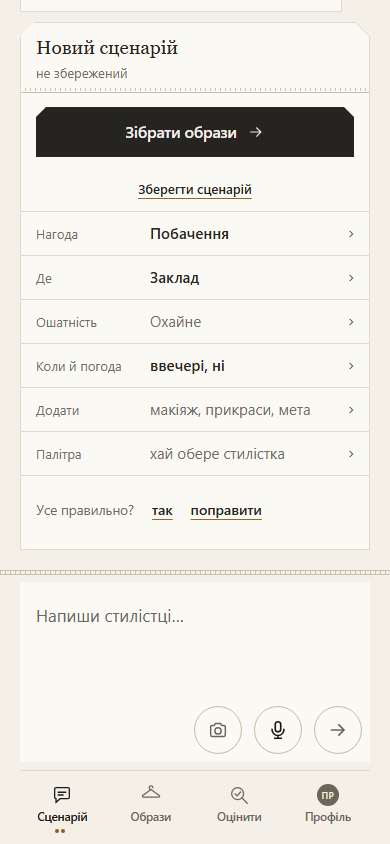 Новий сценарій
не збережений
Зібрати образи →
Зберегти сценарій
Нагода Побачення
Де Заклад
Ошатність Охайне
Коли й погода ввечері, ні
Додати макіяж, прикраси, мета
Палітра хай обере стилістка
Усе правильно? так поправити
Напиши стилістці...
Сценарій Образи Оцінити ПР Профіль